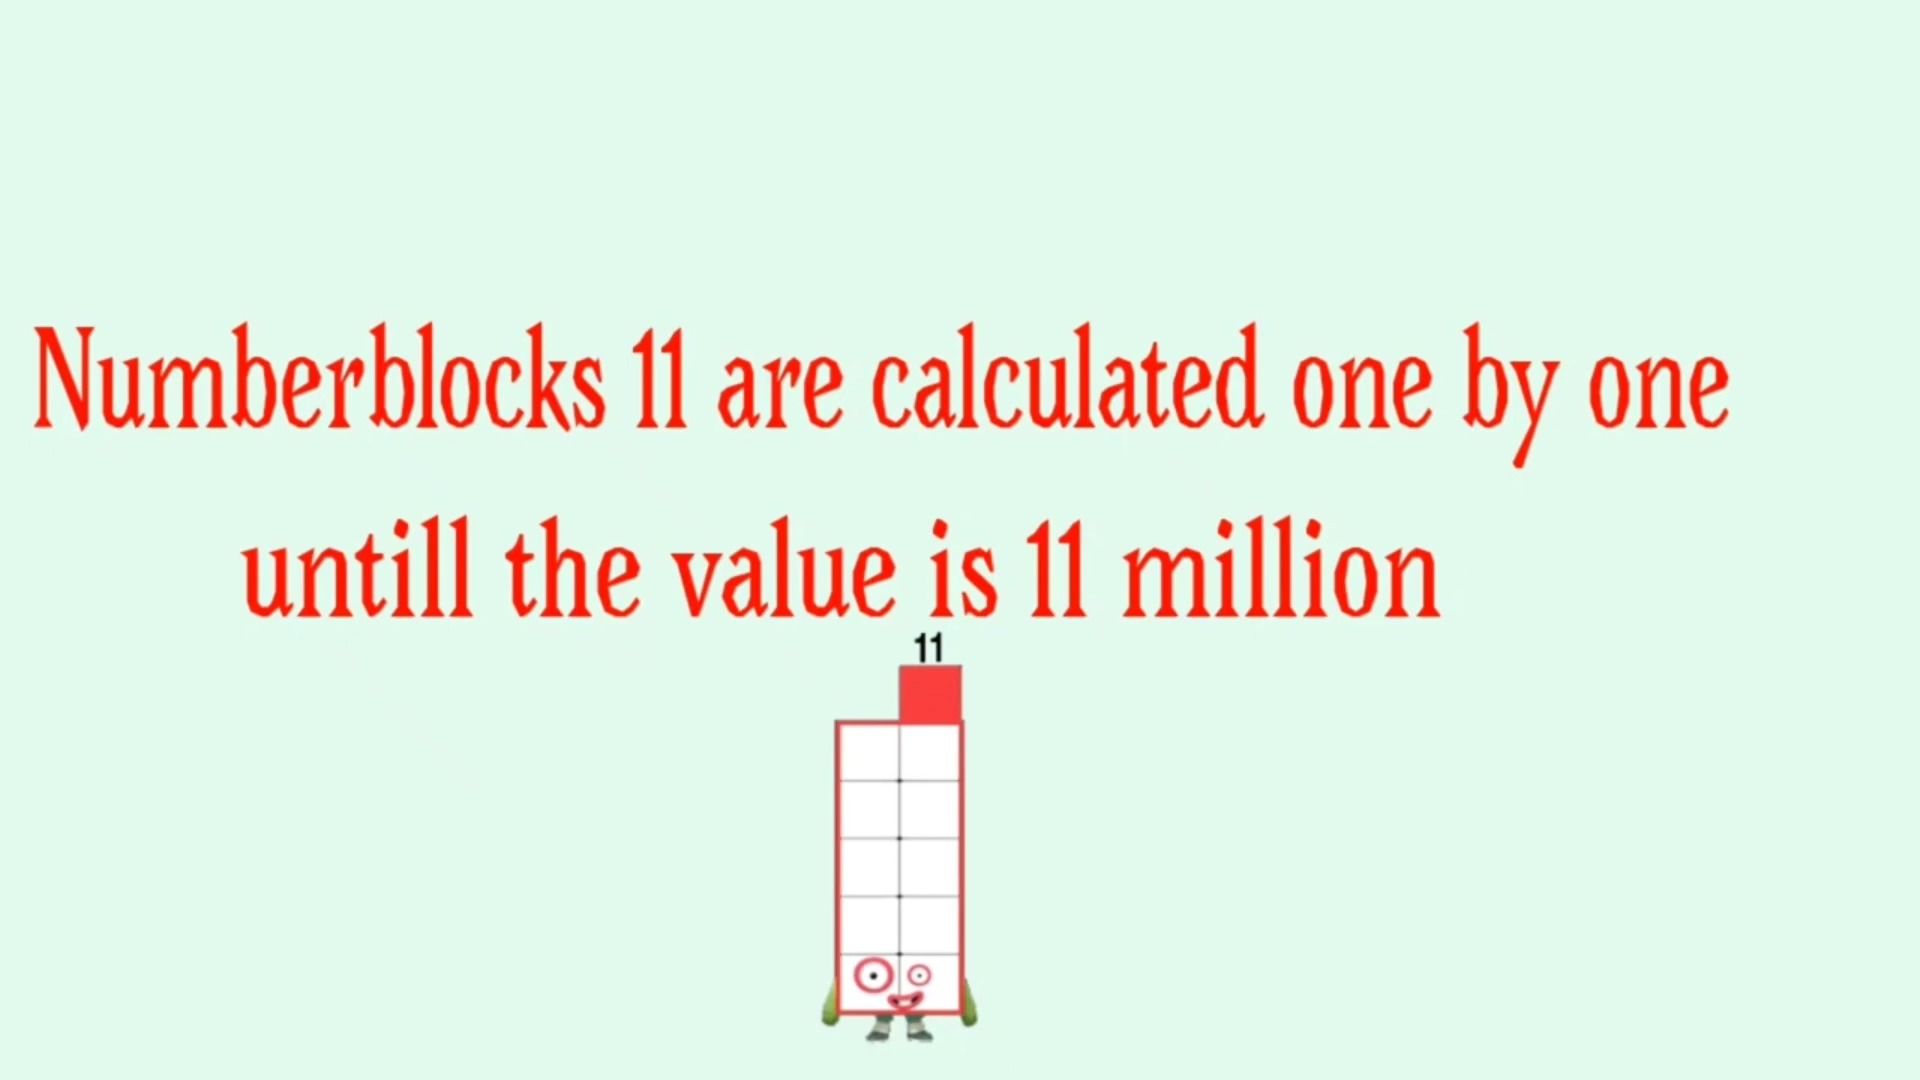 Numberblocks 11 are calculated one by one
untill the value is 11 million
11